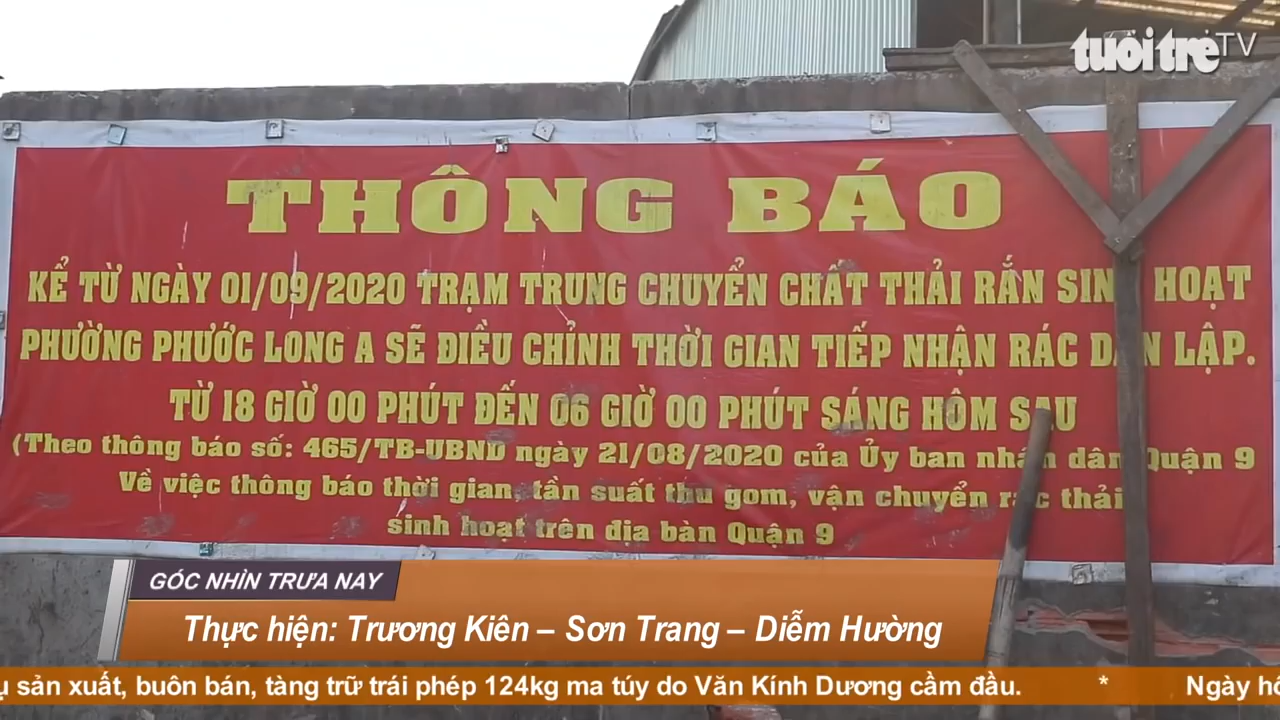 tuổi trẻ TV
THÔNG BÁO
KỂ TỪ NGÀY 01/09/2020 TRẠM TRUNG CHUYỂN CHẤT THẢI RẮN SINH HOẠT
PHƯỜNG PHƯỚC LONG A SẼ ĐIỀU CHỈNH THỜI GIAN TIẾP NHẬN RÁC DÂN LẬP.
TỪ 18 GIỜ 00 PHÚT ĐẾN 06 GIỜ 00 PHÚT SÁNG HÔM SAU
(Theo thông báo số: 465/TB-UBND ngày 21/08/2020 của Ủy ban nhân dân Quận 9
Về việc thông báo thời gian, tần suất thu gom, vận chuyển rác thải
sinh hoạt trên địa bàn Quận 9
GÓC NHÌN TRƯA NAY
Thực hiện: Trương Kiên – Sơn Trang – Diễm Hường
sản xuất, buôn bán, tàng trữ trái phép 124kg ma túy do Văn Kính Dương cầm đầu. * Ngày